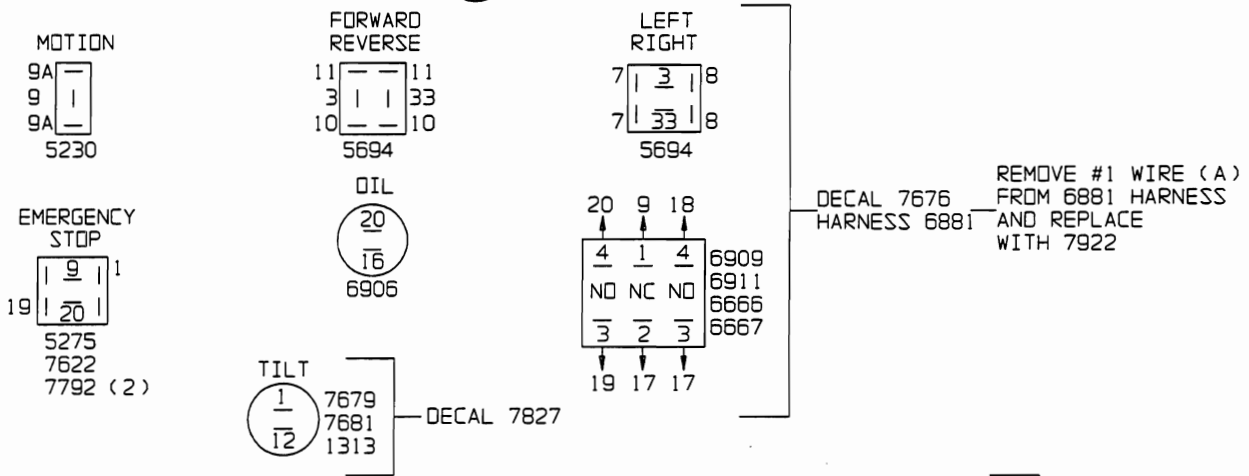 MOTION
9A
9
9A
5230
FORWARD
REVERSE
11 11
3 33
10 10
5694
LEFT
RIGHT
7 3 8
7 33 8
5694
EMERGENCY
STOP
9 1
19 20
5275
7622
7792 (2)
OIL
20
16
6906
20 9 18
4 1 4
NO NC NO
3 2 3
19 17 17
6909
6911
6666
6667
DECAL 7676
HARNESS 6881
REMOVE #1 WIRE (A)
FROM 6881 HARNESS
AND REPLACE
WITH 7922
TILT
1
12
7679
7681
1313
DECAL 7827